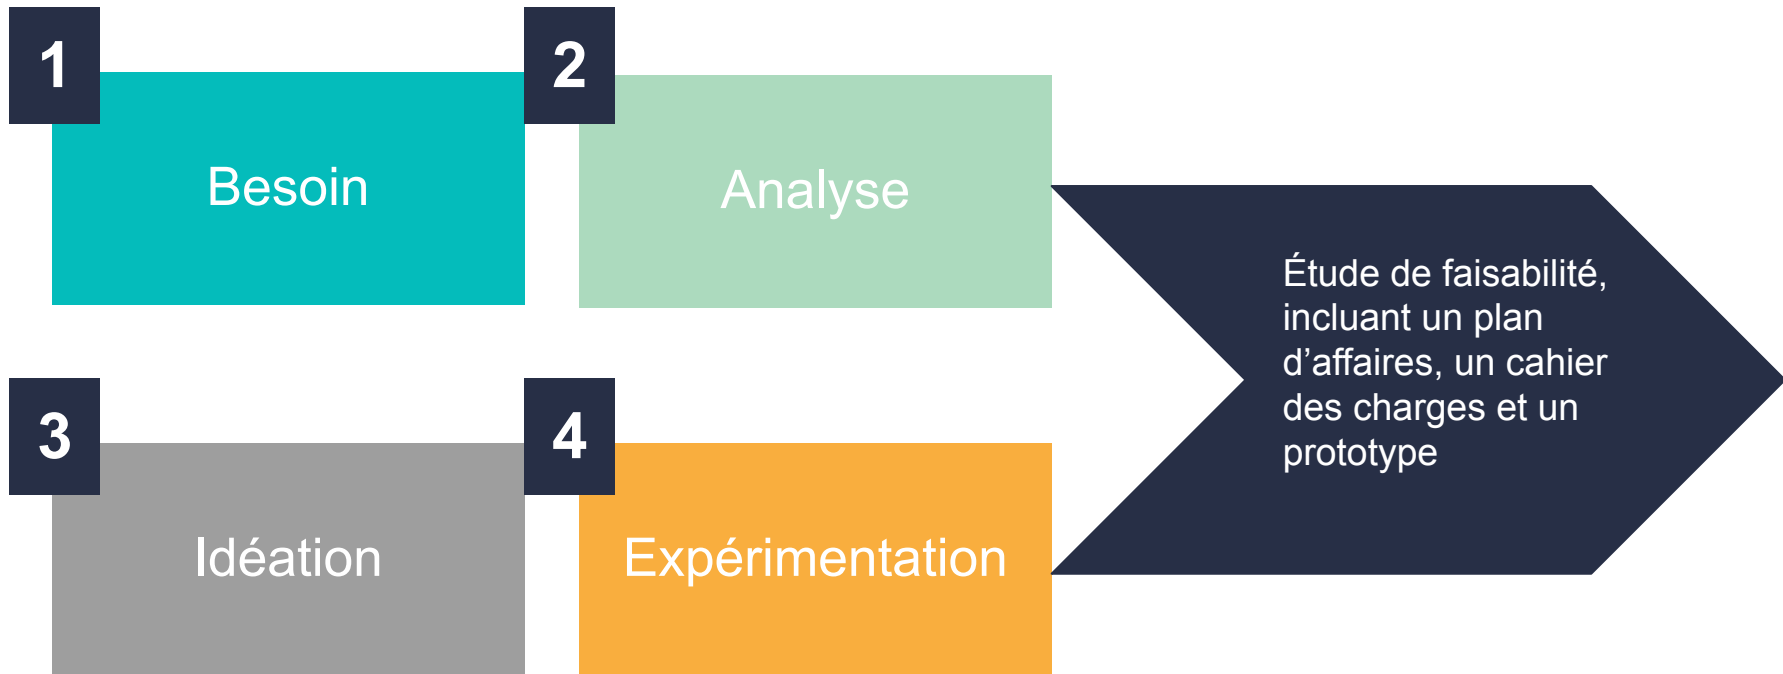 1
Besoin
2
Analyse
3
Idéation
4
Expérimentation
Étude de faisabilité,
incluant un plan
d’affaires, un cahier
des charges et un
prototype